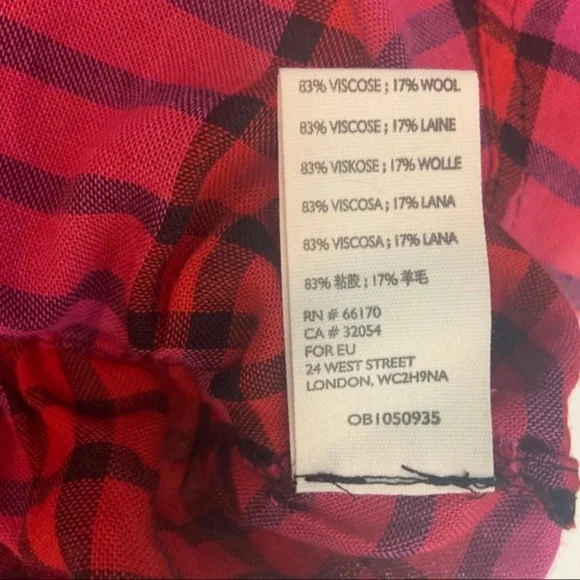 83% VISCOSE ; 17% WOOL
83% VISCOSE ; 17% LAINE
83% VISKOSE ; 17% WOLLE
83% VISCOSA ; 17% LANA
83% VISCOSA ; 17% LANA
83% 粘胶 ; 17% 羊毛
RN # 66170
CA # 32054
FOR EU
24 WEST STREET
LONDON, WC2H9NA
OB1050935